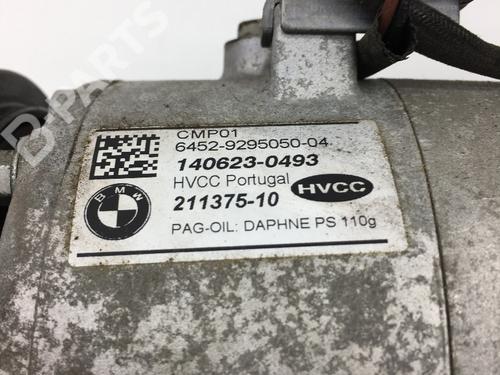 B-PARTS
CMP01
6452-9295050-04
140623-0493
HVCC Portugal
HVCC
BMW
211375-10
PAG-OIL: DAPHNE PS 110g